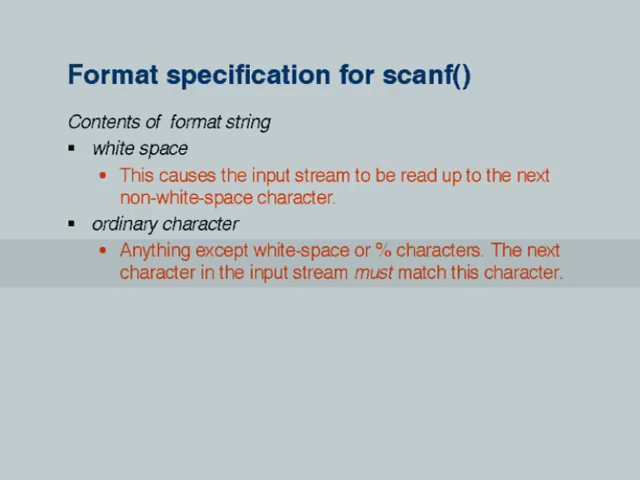 Format specification for scanf()
Contents of format string
▪ white space
• This causes the input stream to be read up to the next
non-white-space character.
▪ ordinary character
• Anything except white-space or % characters. The next
character in the input stream must match this character.